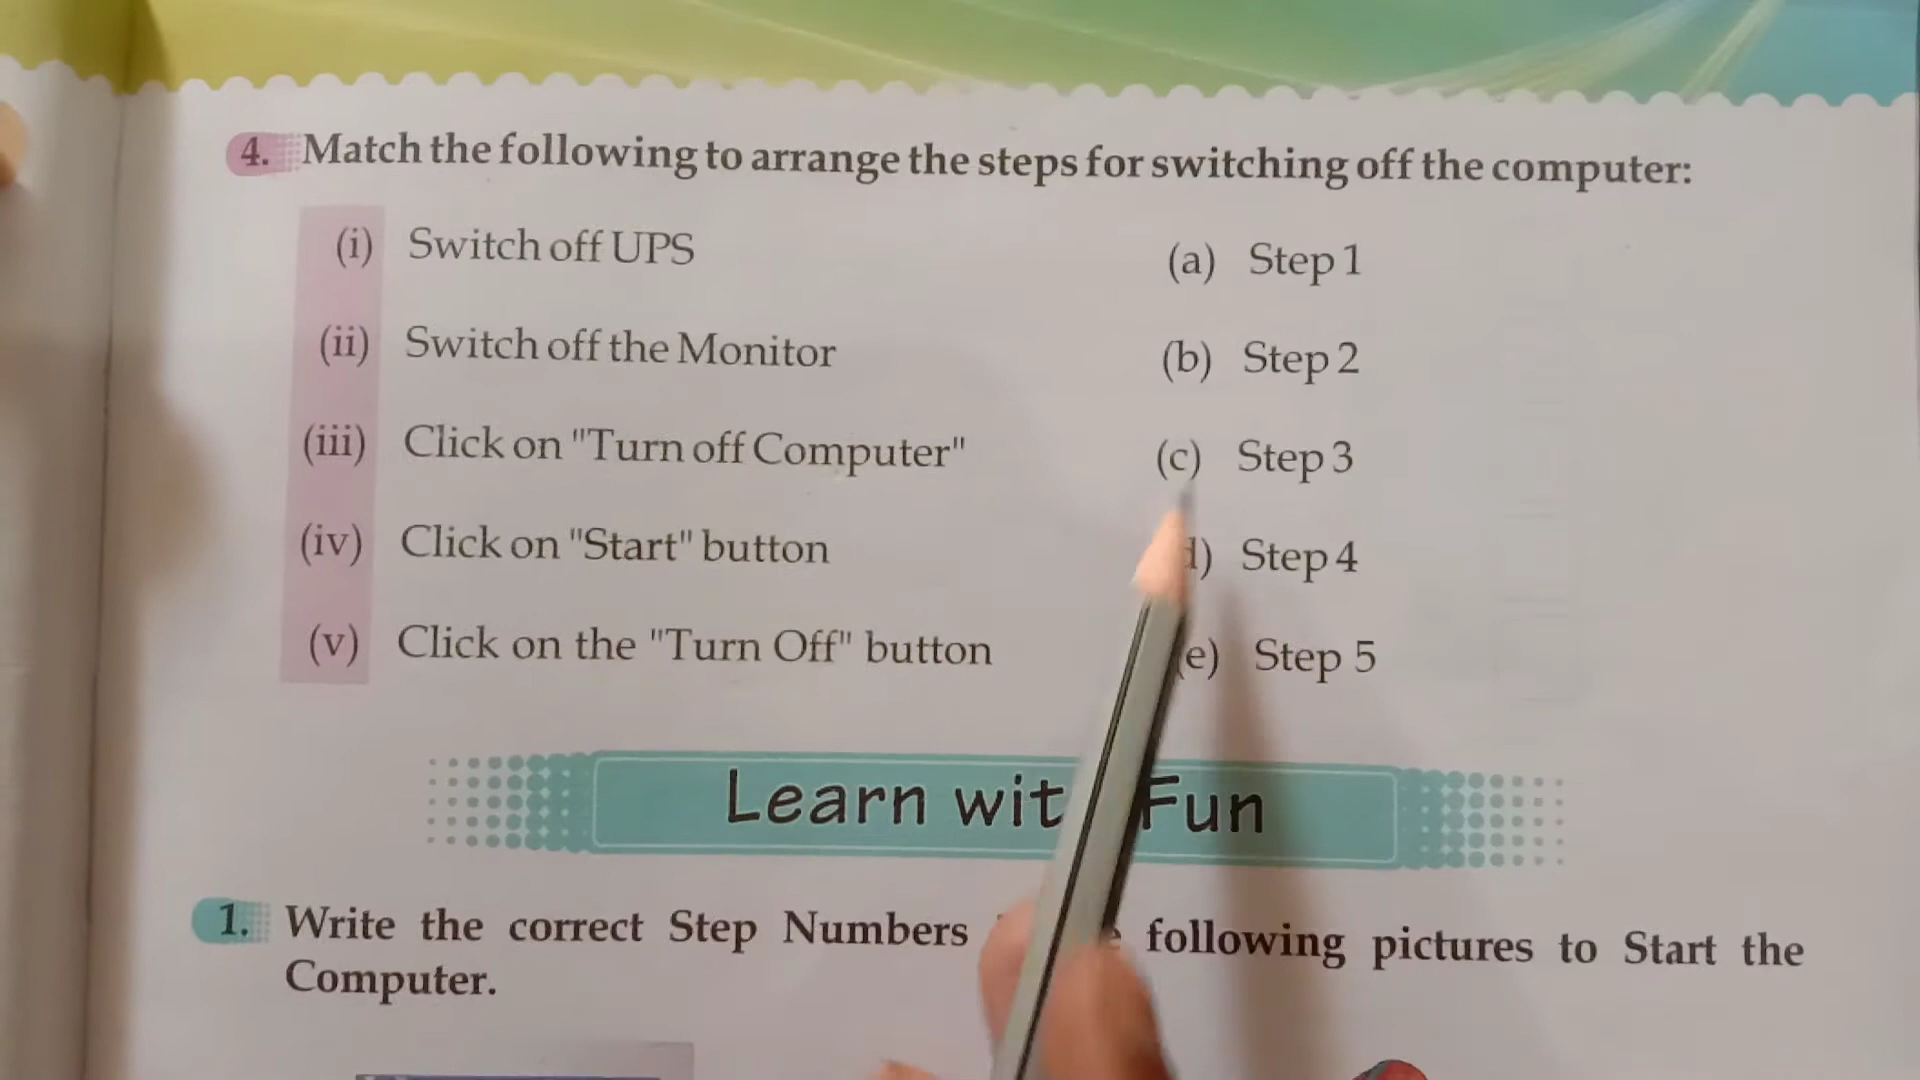 4. Match the following to arrange the steps for switching off the computer:
(i) Switch off UPS (a) Step 1
(ii) Switch off the Monitor (b) Step 2
(iii) Click on "Turn off Computer" (c) Step 3
(iv) Click on "Start" button d) Step 4
(v) Click on the "Turn Off" button (e) Step 5
Learn wit Fun
1. Write the correct Step Numbers following pictures to Start the
Computer.